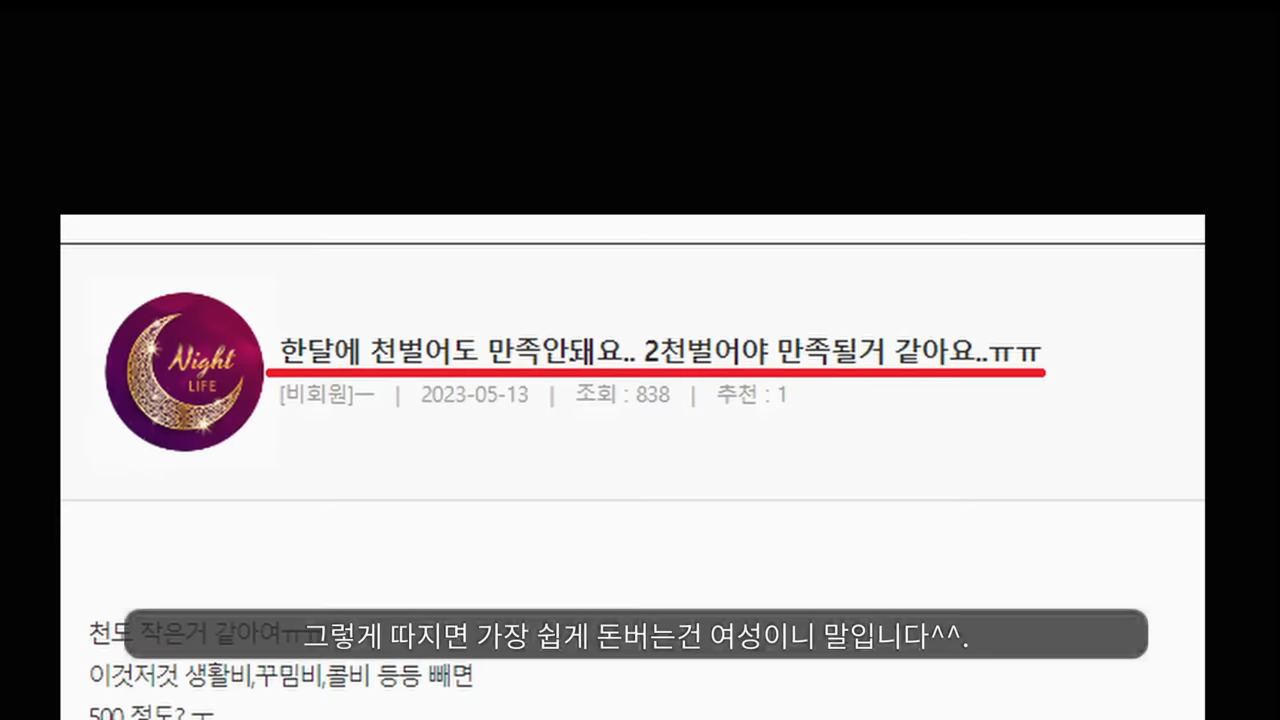 Night
LIFE
한달에 천벌어도 만족안돼요.. 2천벌어야 만족될거 같아요..ㅠㅠ
[비회원]ㅡ | 2023-05-13 | 조회 : 838 | 추천 : 1
천도 작은거 같아여ㅠㅠ
그렇게 따지면 가장 쉽게 돈버는건 여성이니 말입니다^^.
이것저것 생활비,꾸밈비,콜비 등등 빼면
500 정도? ㅜ